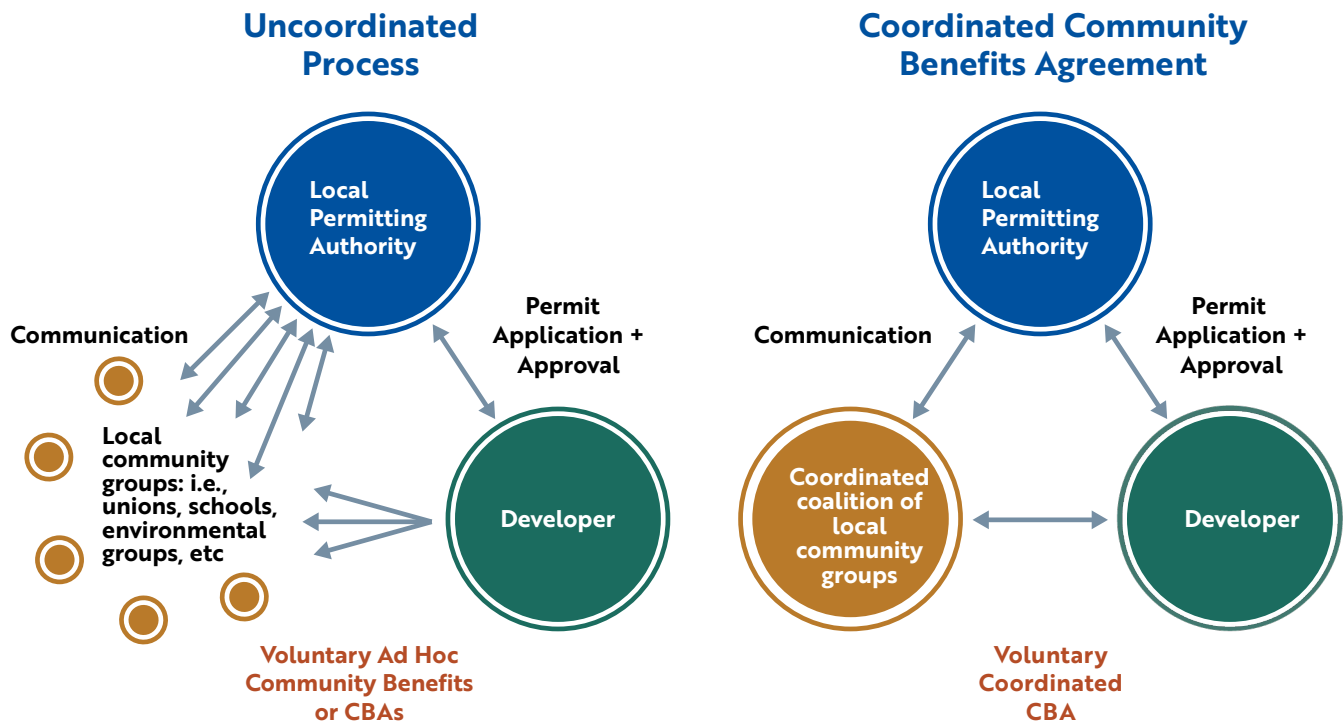 Uncoordinated
Process
Local
Permitting
Authority
Communication
Permit
Application +
Approval
Local
community
groups: i.e.,
unions, schools,
environmental
groups, etc
Developer
Voluntary Ad Hoc
Community Benefits
or CBAs
Coordinated Community
Benefits Agreement
Local
Permitting
Authority
Communication
Permit
Application +
Approval
Coordinated
coalition of
local
community
groups
Developer
Voluntary
Coordinated
CBA